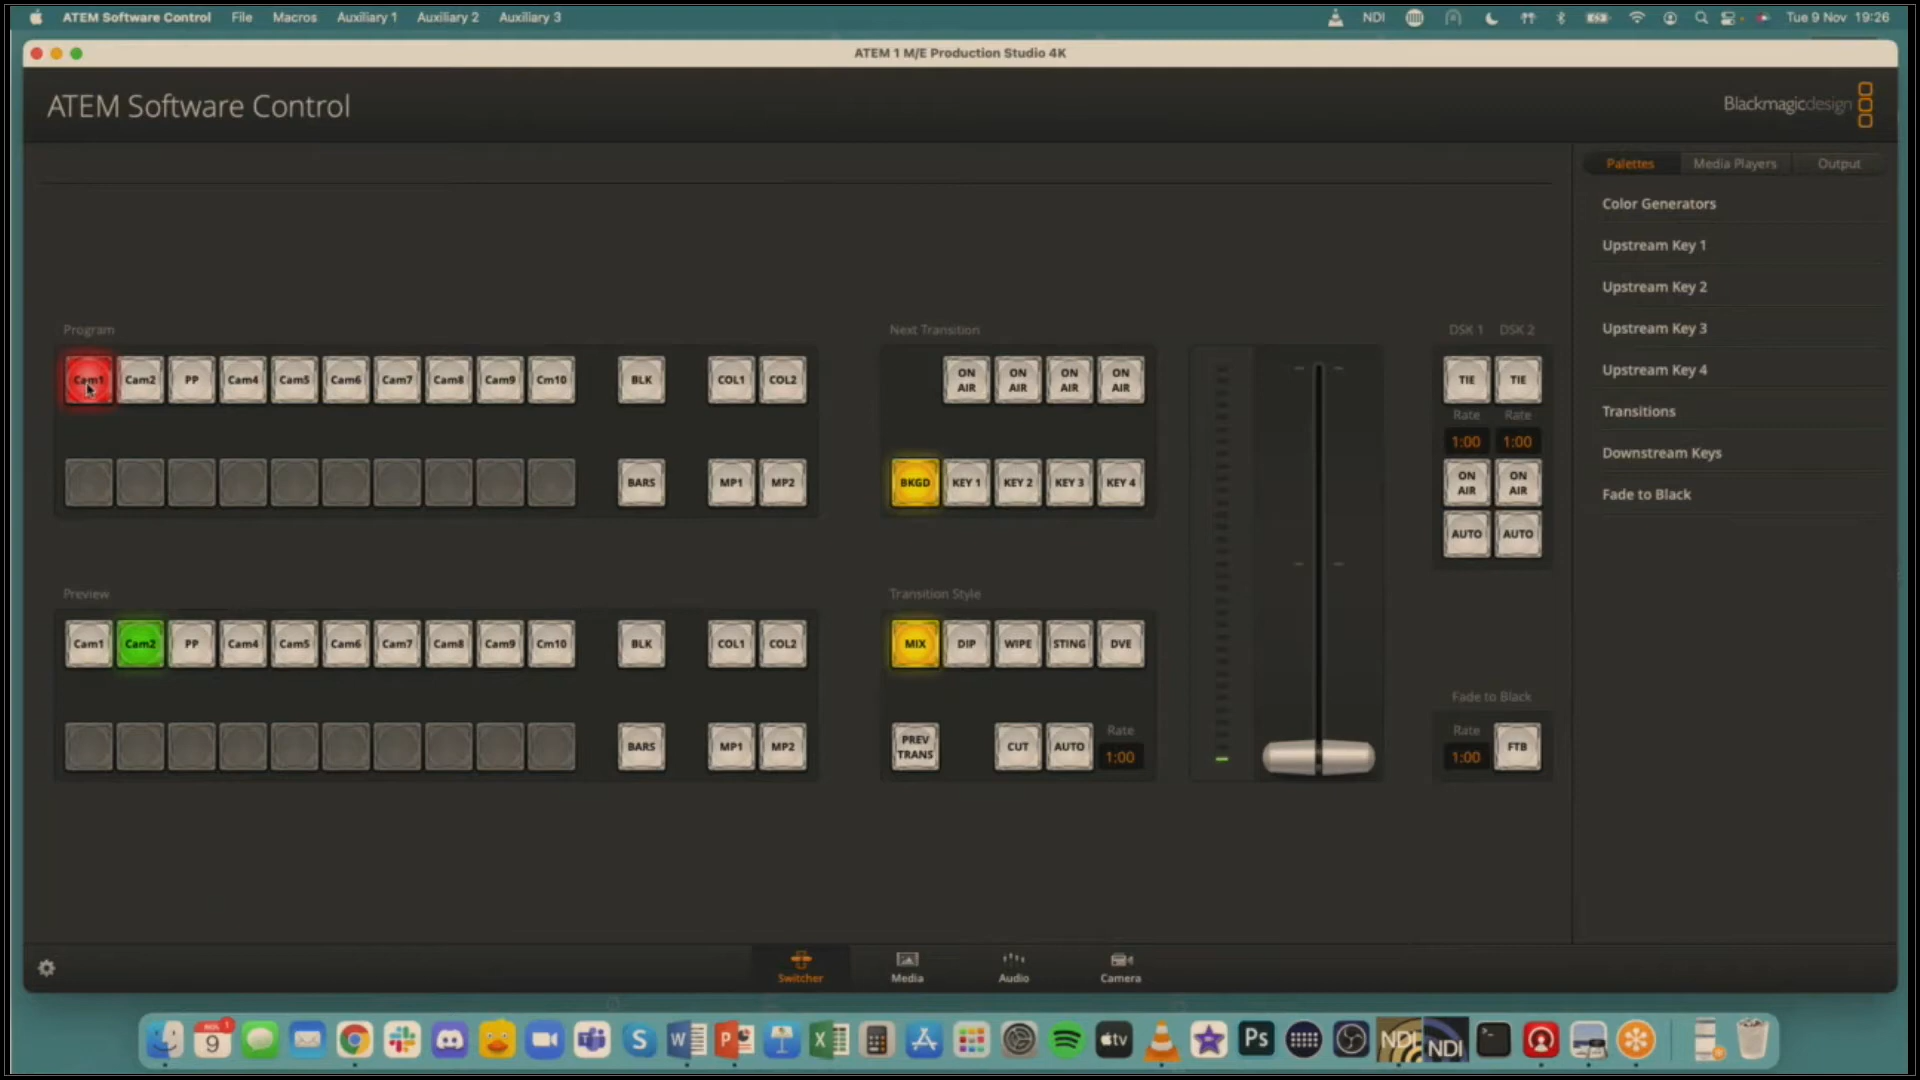 ATEM Software Control File Macros Auxiliary 1 Auxiliary 2 Auxiliary 3 NDI Tue 9 Nov 19:26
ATEM 1 M/E Production Studio 4K
ATEM Software Control
Blackmagicdesign
Palettes Media Players Output
Color Generators
Upstream Key 1
Upstream Key 2
Upstream Key 3
Upstream Key 4
Transitions
Downstream Keys
Fade to Black
Program
Cam1 Cam2 PP Cam4 Cam5 Cam6 Cam7 Cam8 Cam9 Cm10 BLK COL1 COL2
BARS MP1 MP2
Next Transition
ON AIR ON AIR ON AIR ON AIR
BKGD KEY 1 KEY 2 KEY 3 KEY 4
DSK 1 DSK 2
TIE TIE
Rate Rate
1:00 1:00
ON AIR ON AIR
AUTO AUTO
Preview
Cam1 Cam2 PP Cam4 Cam5 Cam6 Cam7 Cam8 Cam9 Cm10 BLK COL1 COL2
BARS MP1 MP2
Transition Style
MIX DIP WIPE STING DVE
PREV TRANS CUT AUTO Rate 1:00
Fade to Black
Rate
1:00 FTB
Switcher Media Audio Camera
NOV 1
9
S W P X tv Ps NDI NDI